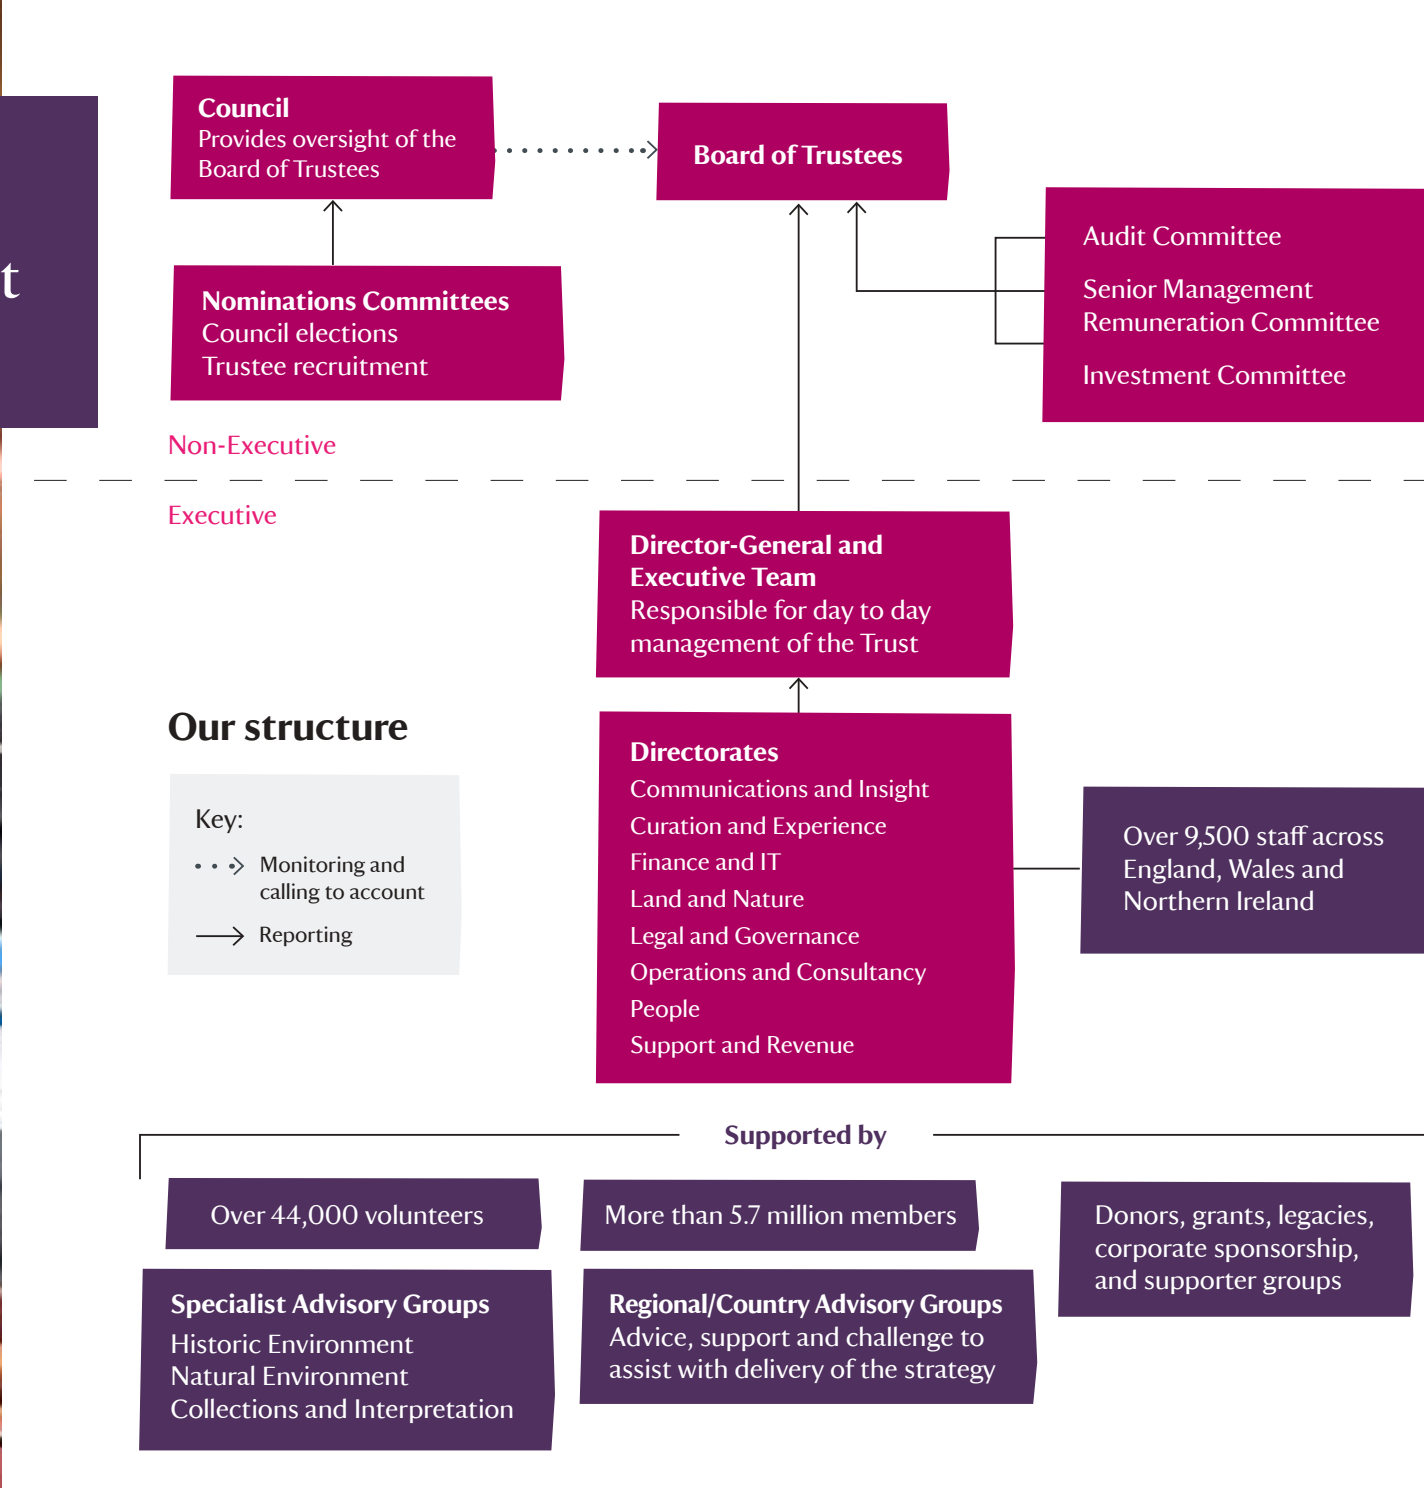 t
Council
Provides oversight of the
Board of Trustees
Board of Trustees
Audit Committee
Senior Management
Remuneration Committee
Investment Committee
Nominations Committees
Council elections
Trustee recruitment
Non-Executive
Executive
Director-General and
Executive Team
Responsible for day to day
management of the Trust
Our structure
Key:
Monitoring and
calling to account
Reporting
Directorates
Communications and Insight
Curation and Experience
Finance and IT
Land and Nature
Legal and Governance
Operations and Consultancy
People
Support and Revenue
Over 9,500 staff across
England, Wales and
Northern Ireland
Supported by
Over 44,000 volunteers
More than 5.7 million members
Donors, grants, legacies,
corporate sponsorship,
and supporter groups
Specialist Advisory Groups
Historic Environment
Natural Environment
Collections and Interpretation
Regional/Country Advisory Groups
Advice, support and challenge to
assist with delivery of the strategy